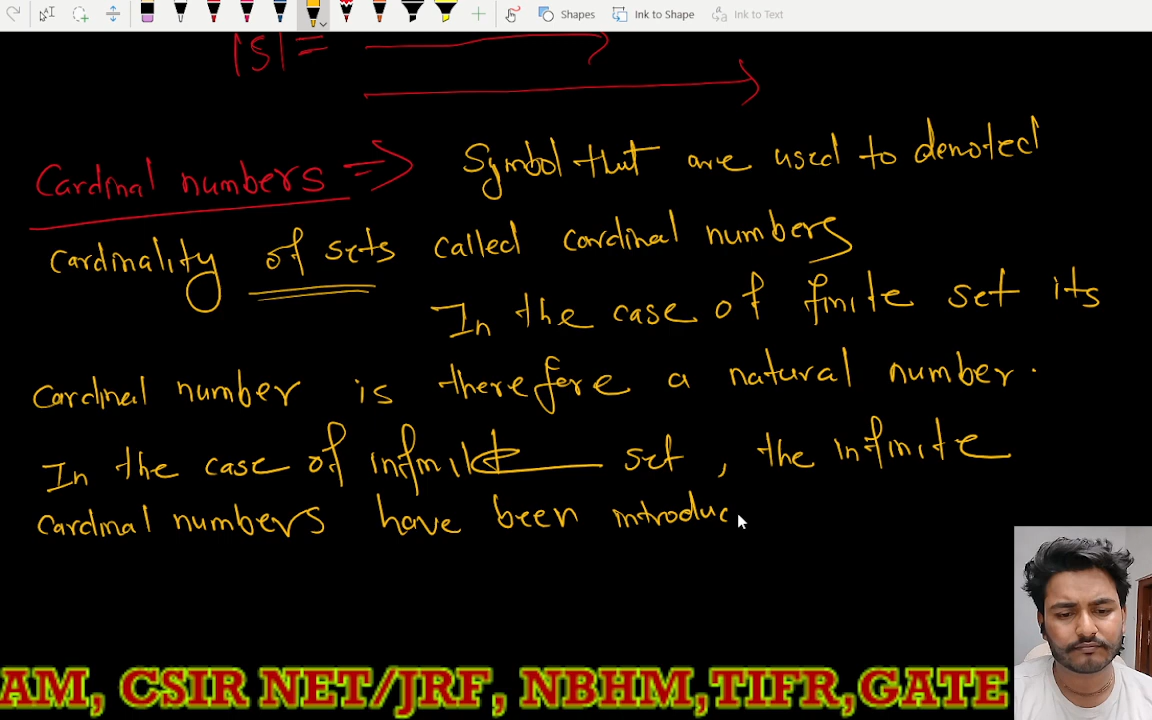 Shapes Ink to Shape Ink to Text
|S| =
Cardinal numbers => Symbol that are used to denoted
cardinality of sets called cardinal numbers
In the case of finite set its
cardinal number is therefore a natural number.
In the case of infinite set, the infinite
cardinal numbers have been introduc
AM, CSIR NET/JRF, NBHM,TIFR,GATE